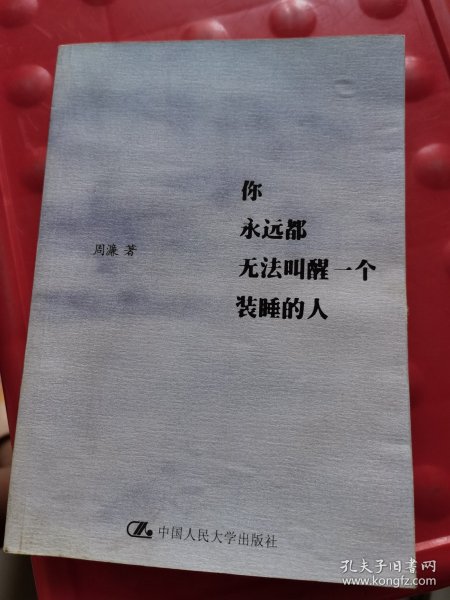 你
永远都
无法叫醒一个
装睡的人
周濂 著
中国人民大学出版社
孔夫子旧书网
www.kongfz.com